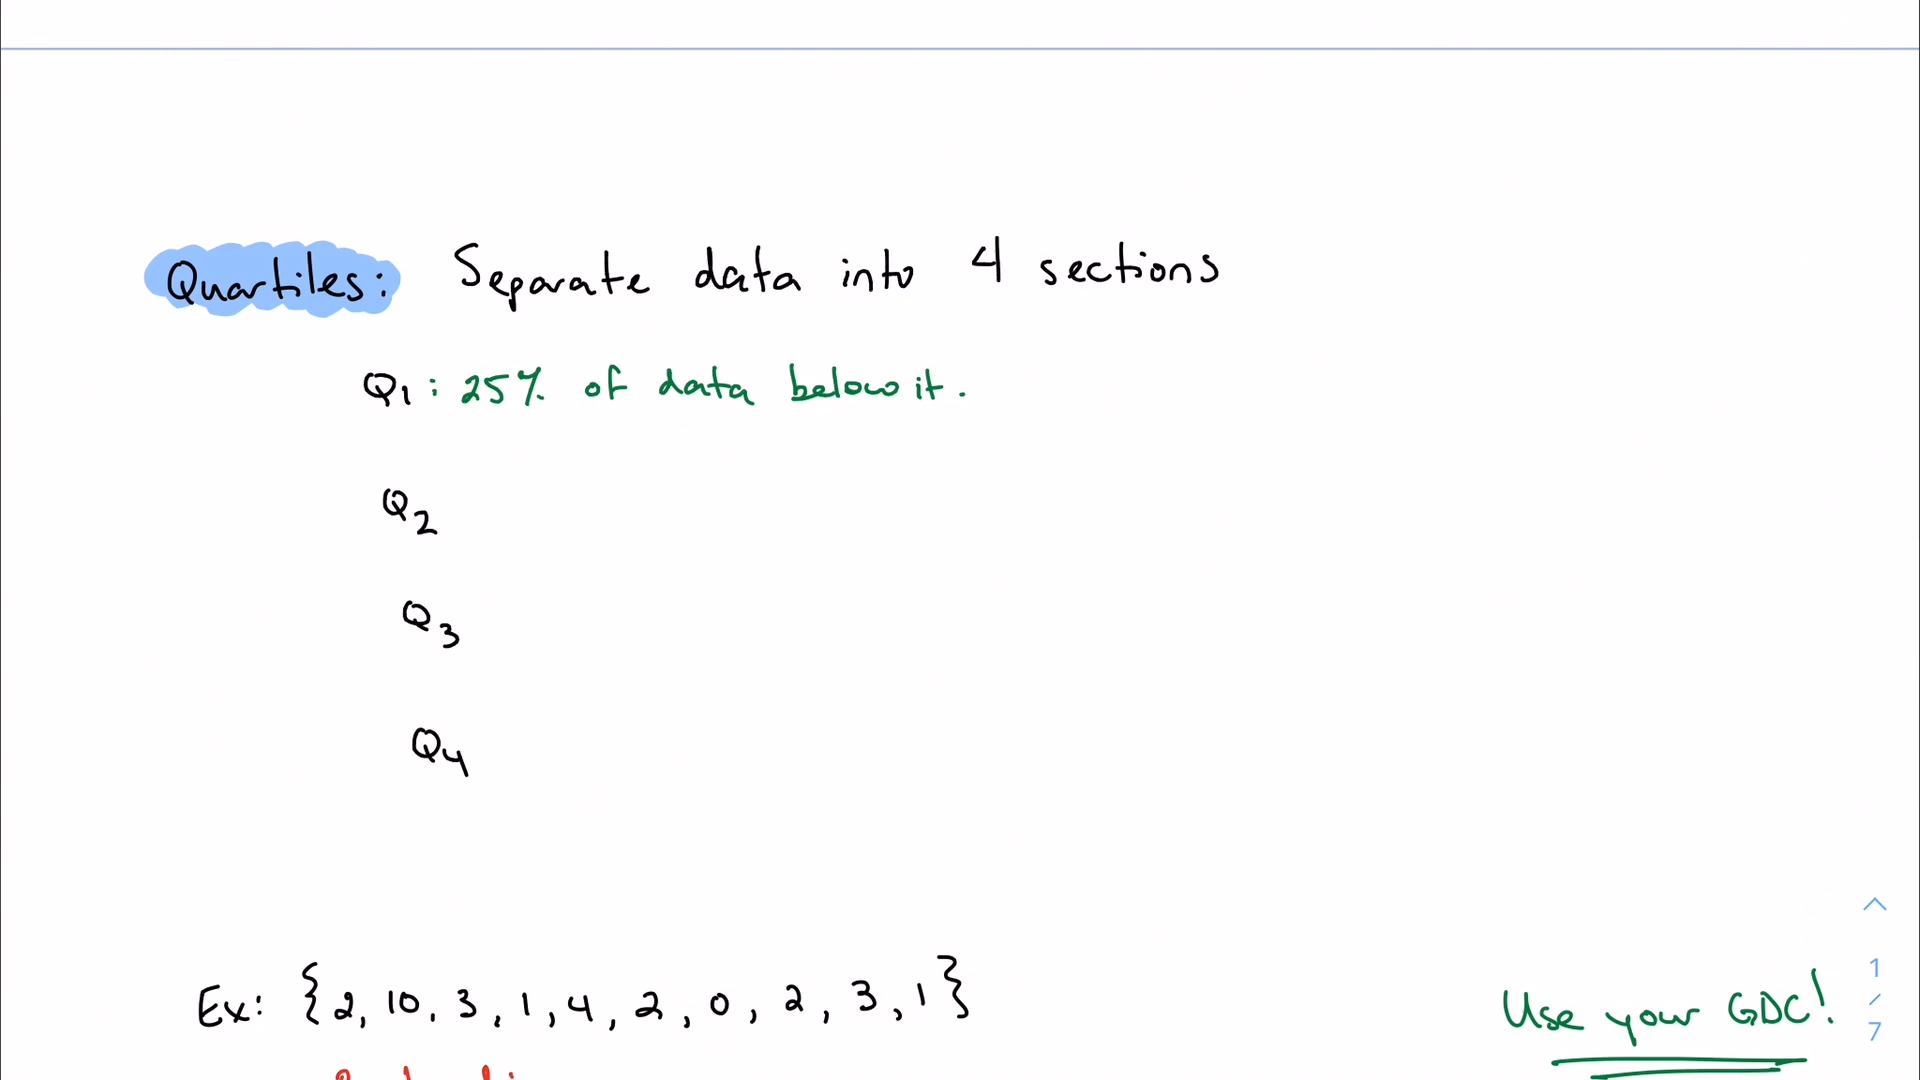 Quartiles: Separate data into 4 sections
Q1: 25% of data below it.
Q2
Q3
Q4
Ex: {2, 10, 3, 1, 4, 2, 0, 2, 3, 1}
Use your GDC!
1
/
7